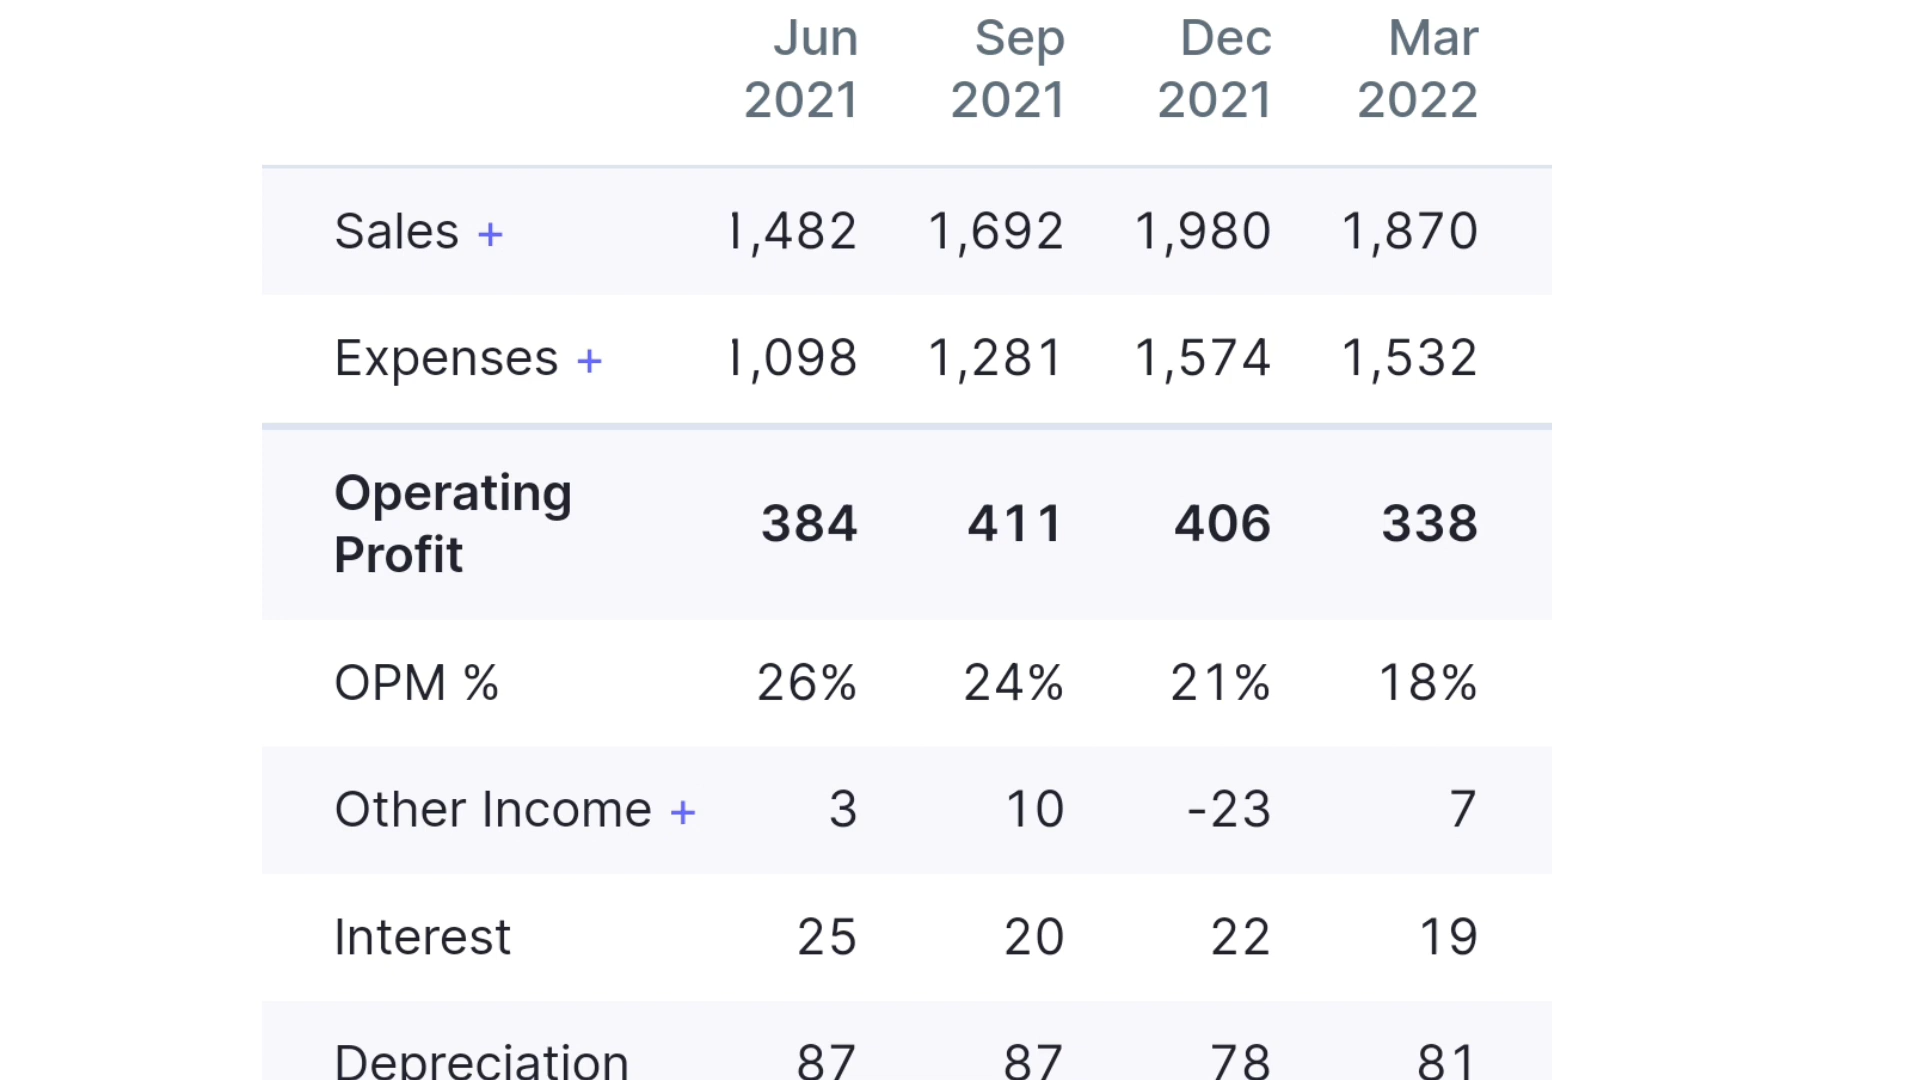 Jun Sep Dec Mar
2021 2021 2021 2022
Sales + 1,482 1,692 1,980 1,870
Expenses + 1,098 1,281 1,574 1,532
Operating
Profit 384 411 406 338
OPM % 26% 24% 21% 18%
Other Income + 3 10 -23 7
Interest 25 20 22 19
Depreciation 87 87 78 81